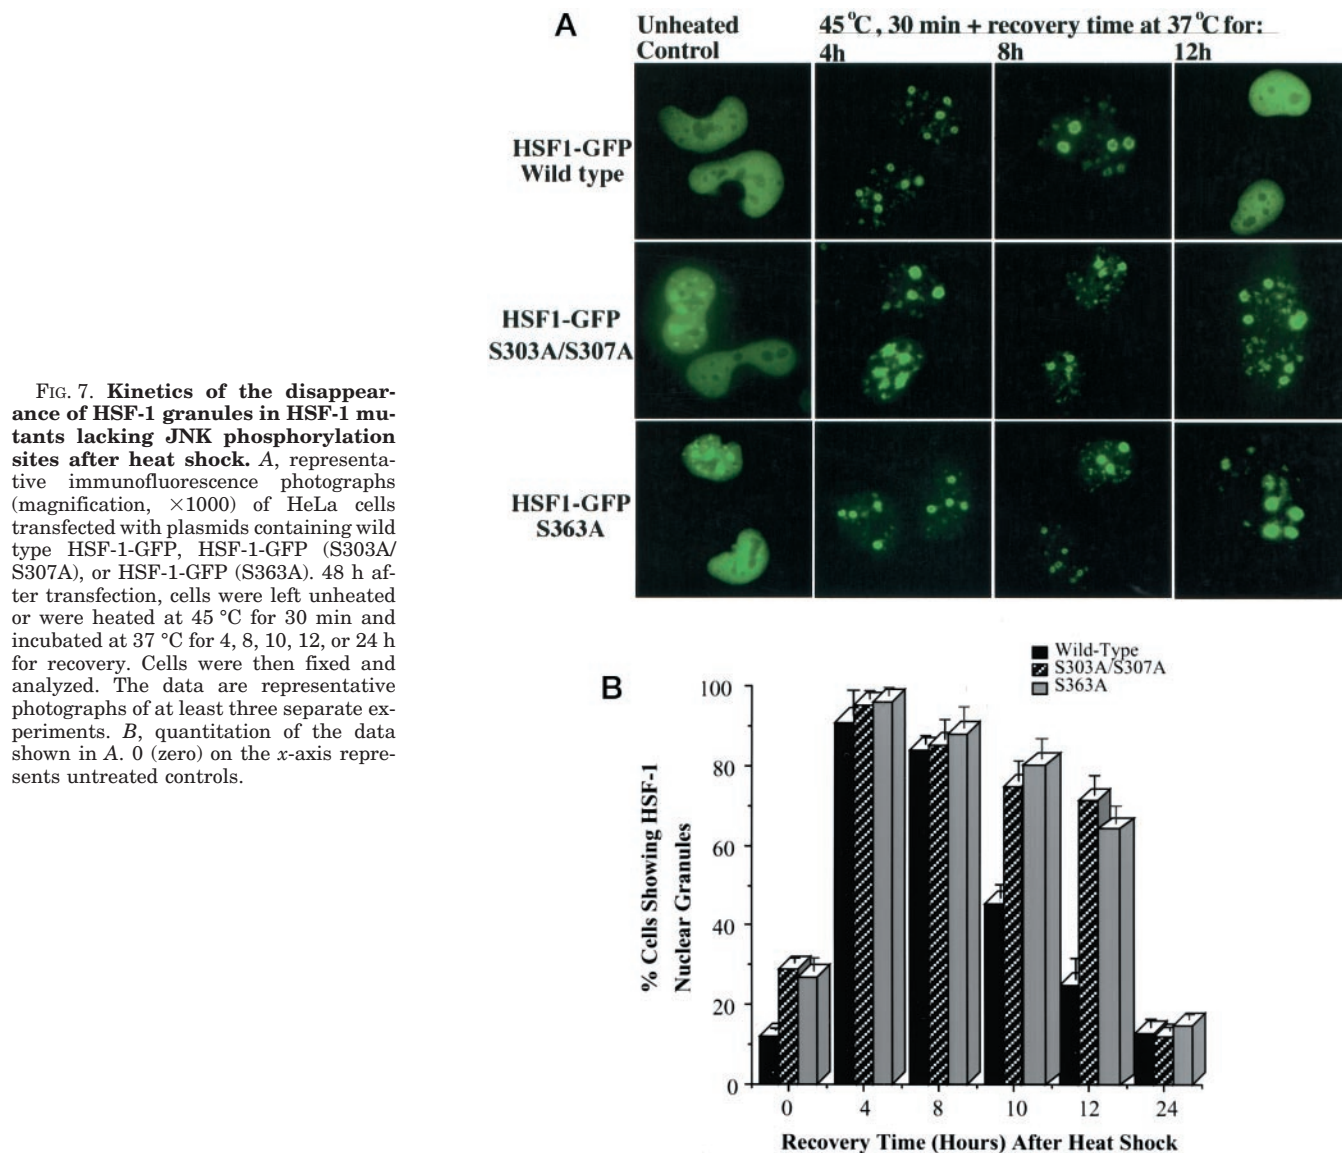 FIG. 7. Kinetics of the disappear-
ance of HSF-1 granules in HSF-1 mu-
tants lacking JNK phosphorylation
sites after heat shock. A, representa-
tive immunofluorescence photographs
(magnification, ×1000) of HeLa cells
transfected with plasmids containing wild
type HSF-1-GFP, HSF-1-GFP (S303A/
S307A), or HSF-1-GFP (S363A). 48 h af-
ter transfection, cells were left unheated
or were heated at 45 °C for 30 min and
incubated at 37 °C for 4, 8, 10, 12, or 24 h
for recovery. Cells were then fixed and
analyzed. The data are representative
photographs of at least three separate ex-
periments. B, quantitation of the data
shown in A. 0 (zero) on the x-axis repre-
sents untreated controls.
A
Unheated
Control
45°C, 30 min + recovery time at 37°C for:
4h
8h
12h
HSF1-GFP
Wild type
HSF1-GFP
S303A/S307A
HSF1-GFP
S363A
B
Wild-Type
S303A/S307A
S363A
% Cells Showing HSF-1
Nuclear Granules
100
80
60
40
20
0
0
4
8
10
12
24
Recovery Time (Hours) After Heat Shock